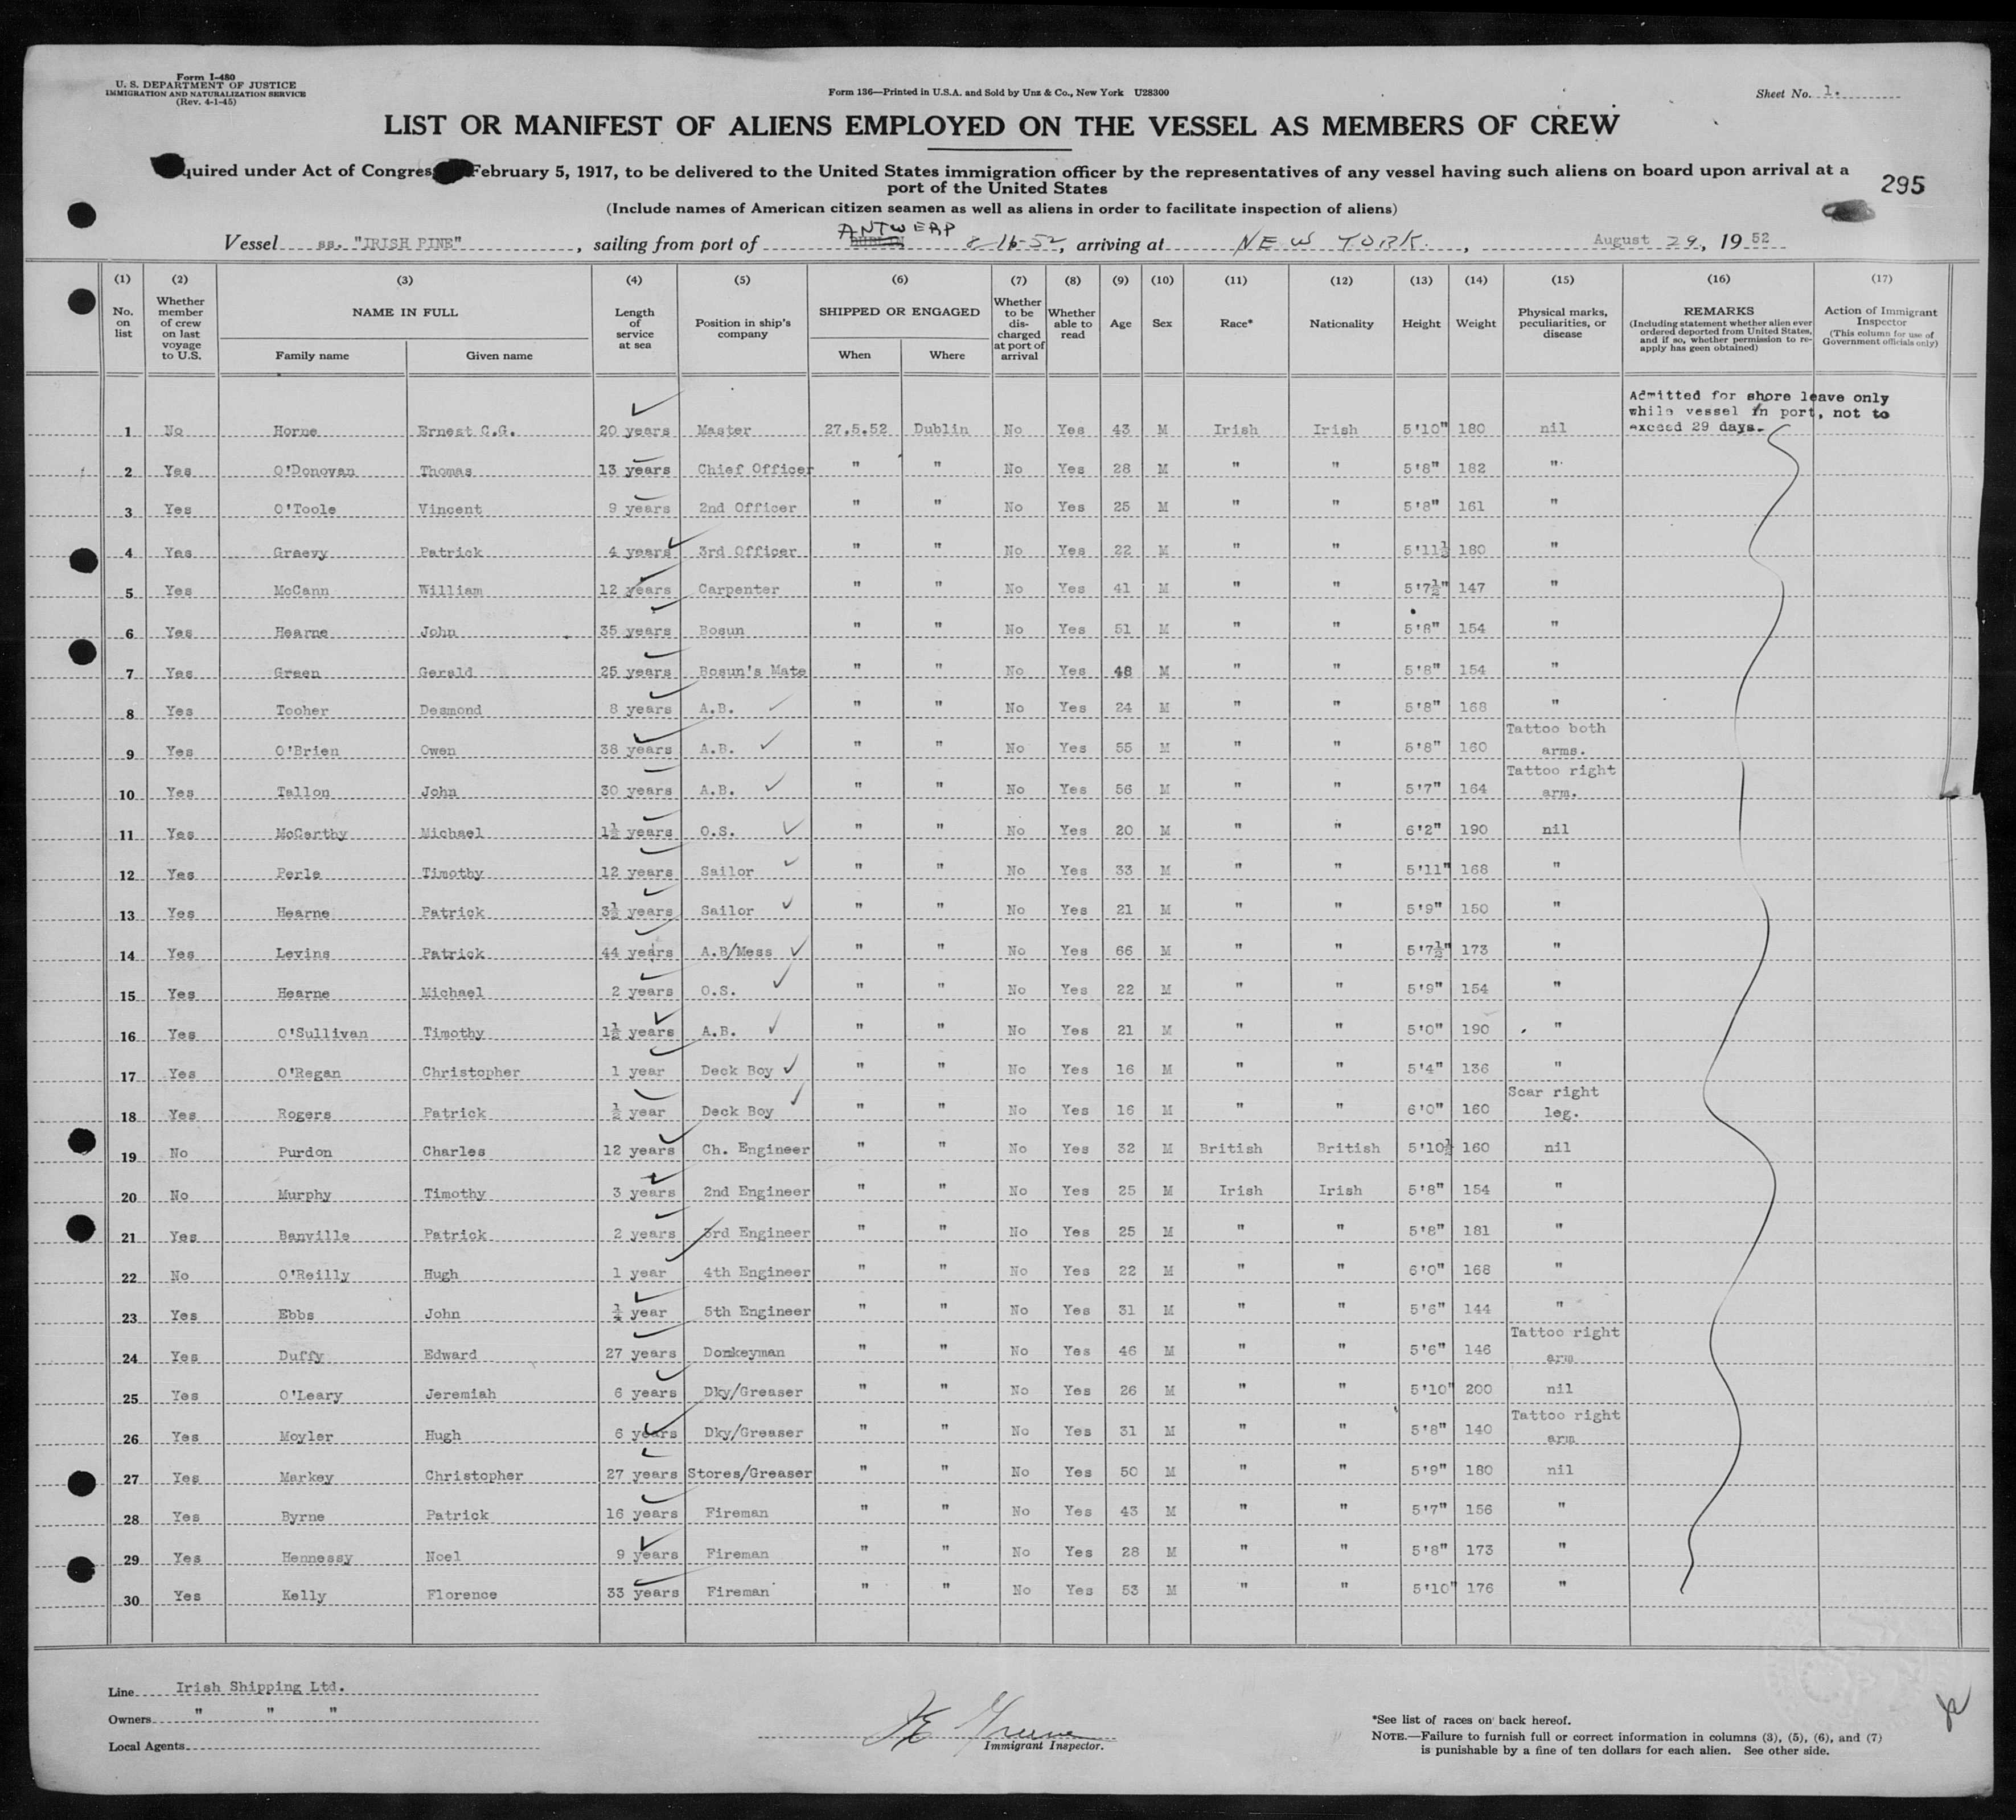 Form I-480
U. S. DEPARTMENT OF JUSTICE
IMMIGRATION AND NATURALIZATION SERVICE
(Rev. 4-1-45)
Form 136—Printed in U.S.A. and Sold by Unz & Co., New York U28300
Sheet No. 1.
LIST OR MANIFEST OF ALIENS EMPLOYED ON THE VESSEL AS MEMBERS OF CREW
quired under Act of Congres February 5, 1917, to be delivered to the United States immigration officer by the representatives of any vessel having such aliens on board upon arrival at a
port of the United States
295
(Include names of American citizen seamen as well as aliens in order to facilitate inspection of aliens)
Vessel ss. "IRISH PINE", sailing from port of ANTWERP 8-16-52, arriving at NEW YORK, August 29, 19 52
(1) (2) (3) (4) (5) (6) (7) (8) (9) (10) (11) (12) (13) (14) (15) (16) (17)
No. on list
Whether member of crew on last voyage to U.S.
NAME IN FULL
Family name
Given name
Length of service at sea
Position in ship's company
SHIPPED OR ENGAGED
When
Where
Whether to be dis-charged at port of arrival
Whether able to read
Age
Sex
Race*
Nationality
Height
Weight
Physical marks, peculiarities, or disease
REMARKS
(Including statement whether alien ever ordered deported from United States, and if so, whether permission to re-apply has geen obtained)
Action of Immigrant Inspector
(This column for use of Government officials only)
Admitted for shore leave only
while vessel in port, not to
exceed 29 days.
1 No Horne Ernest C.G. 20 years Master 27.5.52 Dublin No Yes 43 M Irish Irish 5'10" 180 nil
2 Yes O'Donovan Thomas 13 years Chief Officer " " No Yes 28 M " " 5'8" 182 "
3 Yes O'Toole Vincent 9 years 2nd Officer " " No Yes 25 M " " 5'8" 161 "
4 Yes Graevy Patrick 4 years 3rd Officer " " No Yes 22 M " " 5'11½ 180 "
5 Yes McCann William 12 years Carpenter " " No Yes 41 M " " 5'7½" 147 "
6 Yes Hearne John 35 years Bosun " " No Yes 51 M " " 5'8" 154 "
7 Yes Green Gerald 25 years Bosun's Mate " " No Yes 48 M " " 5'8" 154 "
8 Yes Tooher Desmond 8 years A.B. " " No Yes 24 M " " 5'8" 168 "
9 Yes O'Brien Owen 38 years A.B. " " No Yes 55 M " " 5'8" 160 Tattoo both arms.
10 Yes Tallon John 30 years A.B. " " No Yes 56 M " " 5'7" 164 Tattoo right arm.
11 Yes McCarthy Michael 1½ years O.S. " " No Yes 20 M " " 6'2" 190 nil
12 Yes Perle Timothy 12 years Sailor " " No Yes 33 M " " 5'11" 168 "
13 Yes Hearne Patrick 3½ years Sailor " " No Yes 21 M " " 5'9" 150 "
14 Yes Levins Patrick 44 years A.B/Mess " " No Yes 66 M " " 5'7½" 173 "
15 Yes Hearne Michael 2 years O.S. " " No Yes 22 M " " 5'9" 154 "
16 Yes O'Sullivan Timothy 1½ years A.B. " " No Yes 21 M " " 5'0" 190 "
17 Yes O'Regan Christopher 1 year Deck Boy " " No Yes 16 M " " 5'4" 136 "
18 Yes Rogers Patrick ½ year Deck Boy " " No Yes 16 M " " 6'0" 160 Scar right leg.
19 No Purdon Charles 12 years Ch. Engineer " " No Yes 32 M British British 5'10½ 160 nil
20 No Murphy Timothy 3 years 2nd Engineer " " No Yes 25 M Irish Irish 5'8" 154 "
21 Yes Banville Patrick 2 years 3rd Engineer " " No Yes 25 M " " 5'8" 181 "
22 No O'Reilly Hugh 1 year 4th Engineer " " No Yes 22 M " " 6'0" 168 "
23 Yes Ebbs John ¼ year 5th Engineer " " No Yes 31 M " " 5'6" 144 "
24 Yes Duffy Edward 27 years Donkeyman " " No Yes 46 M " " 5'6" 146 Tattoo right arm
25 Yes O'Leary Jeremiah 6 years Dky/Greaser " " No Yes 26 M " " 5'10" 200 nil
26 Yes Moyler Hugh 6 years Dky/Greaser " " No Yes 31 M " " 5'8" 140 Tattoo right arm
27 Yes Markey Christopher 27 years Stores/Greaser " " No Yes 50 M " " 5'9" 180 nil
28 Yes Byrne Patrick 16 years Fireman " " No Yes 43 M " " 5'7" 156 "
29 Yes Hennessy Noel 9 years Fireman " " No Yes 28 M " " 5'8" 173 "
30 Yes Kelly Florence 33 years Fireman " " No Yes 53 M " " 5'10" 176 "
Line Irish Shipping Ltd.
Owners " " "
Local Agents
Immigrant Inspector.
*See list of races on back hereof.
NOTE.—Failure to furnish full or correct information in columns (3), (5), (6), and (7)
is punishable by a fine of ten dollars for each alien. See other side.